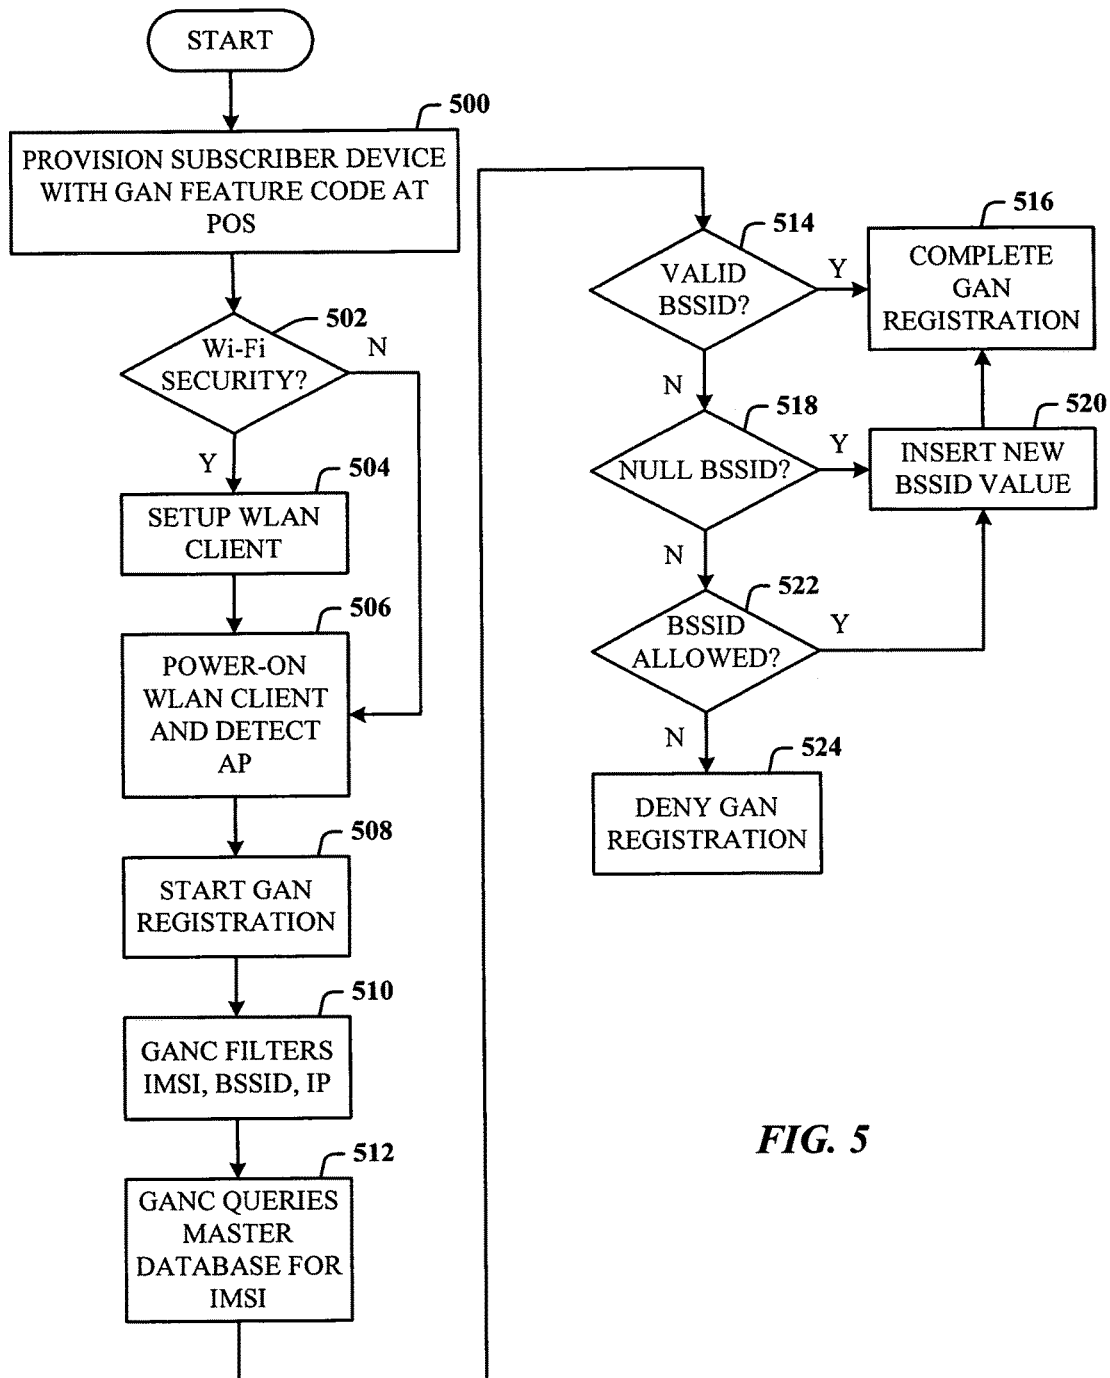 START
500
PROVISION SUBSCRIBER DEVICE
WITH GAN FEATURE CODE AT
POS
502
Wi-Fi
SECURITY?
N
Y
504
SETUP WLAN
CLIENT
506
POWER-ON
WLAN CLIENT
AND DETECT
AP
508
START GAN
REGISTRATION
510
GANC FILTERS
IMSI, BSSID, IP
512
GANC QUERIES
MASTER
DATABASE FOR
IMSI
514
VALID
BSSID?
Y
N
516
COMPLETE
GAN
REGISTRATION
518
NULL BSSID?
Y
N
520
INSERT NEW
BSSID VALUE
522
BSSID
ALLOWED?
Y
N
524
DENY GAN
REGISTRATION
FIG. 5